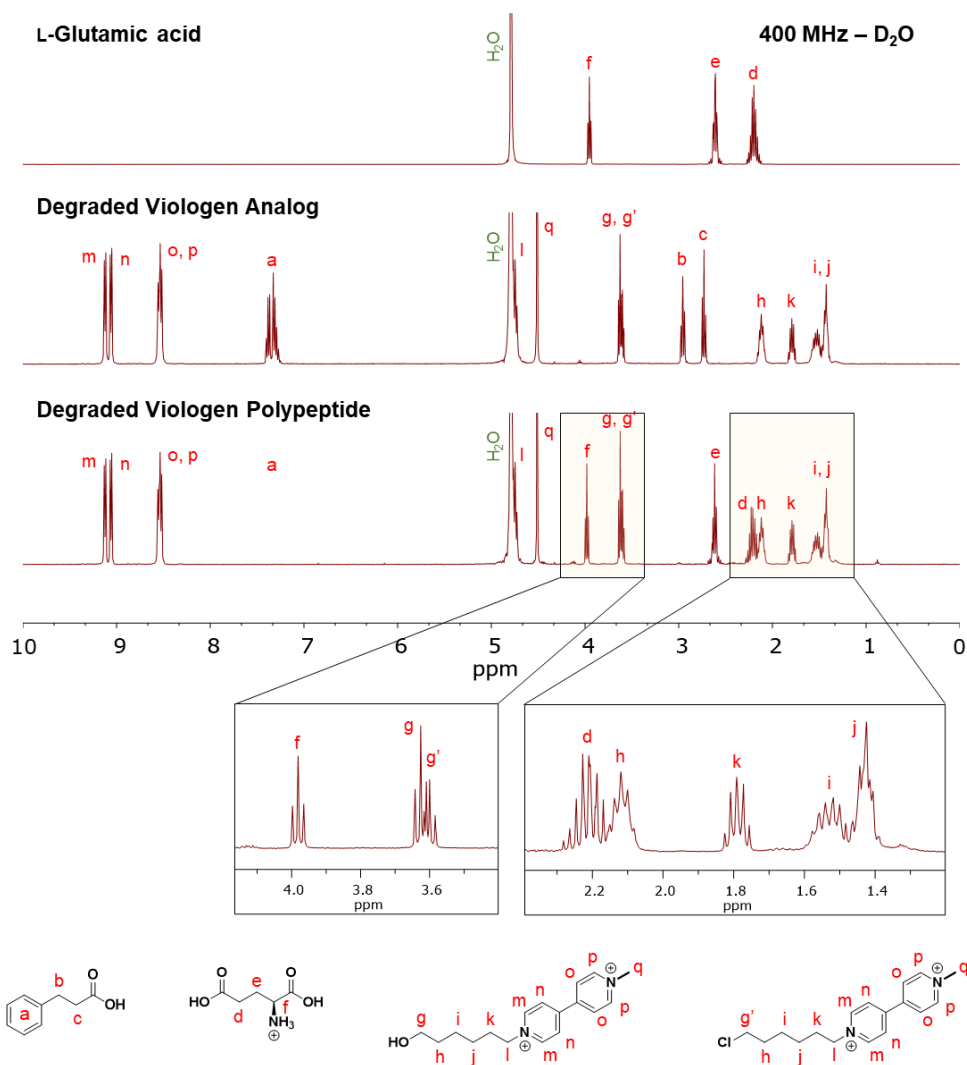 L-Glutamic acid
400 MHz – D2O
H2O
f
e
d
Degraded Viologen Analog
m
n
o, p
a
H2O
l
q
g, g’
b
c
h
k
i, j
Degraded Viologen Polypeptide
m
n
o, p
a
H2O
l
q
f
g, g’
e
d
h
k
i, j
10 9 8 7 6 5 4 3 2 1 0
ppm
f
g
g’
4.0 3.8 3.6
ppm
d
h
k
i
j
2.2 2.0 1.8 1.6 1.4
ppm
b
O
OH
a
c
O
e
O
HO
f
OH
d
NH3
+
g
i
k
HO
h
j
l
m
n
N
+
m
n
o
p
N
+
q
o
p
g’
i
k
Cl
h
j
l
m
n
N
+
m
n
o
p
N
+
q
o
p